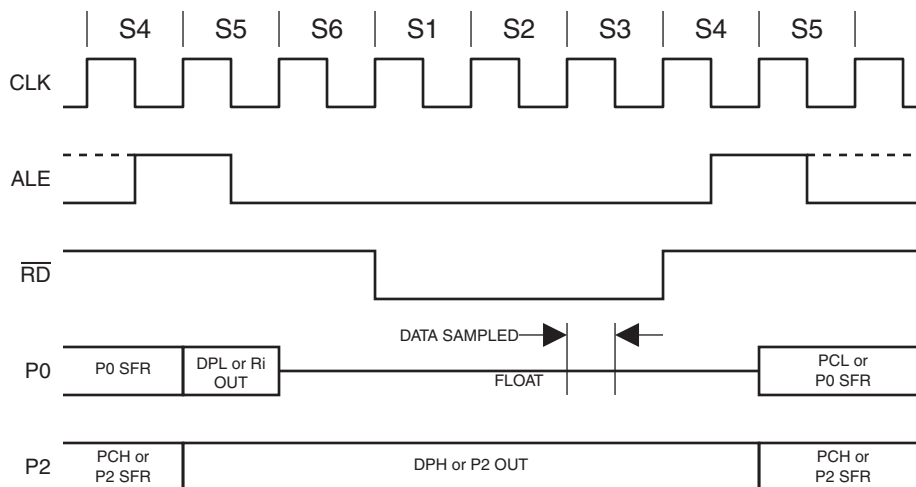 S4 S5 S6 S1 S2 S3 S4 S5
CLK
ALE
RD
DATA SAMPLED
P0
P0 SFR
DPL or Ri
OUT
FLOAT
PCL or
P0 SFR
P2
PCH or
P2 SFR
DPH or P2 OUT
PCH or
P2 SFR